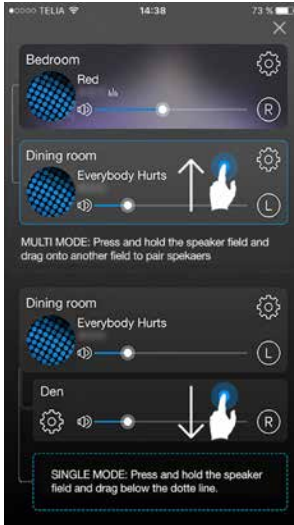 TELIA 14:38 73 %
Bedroom
Red
R
Dining room
Everybody Hurts
L
MULTI MODE: Press and hold the speaker field and
drag onto another field to pair spekaers
Dining room
Everybody Hurts
L
Den
R
SINGLE MODE: Press and hold the speaker
field and drag below the dotte line.